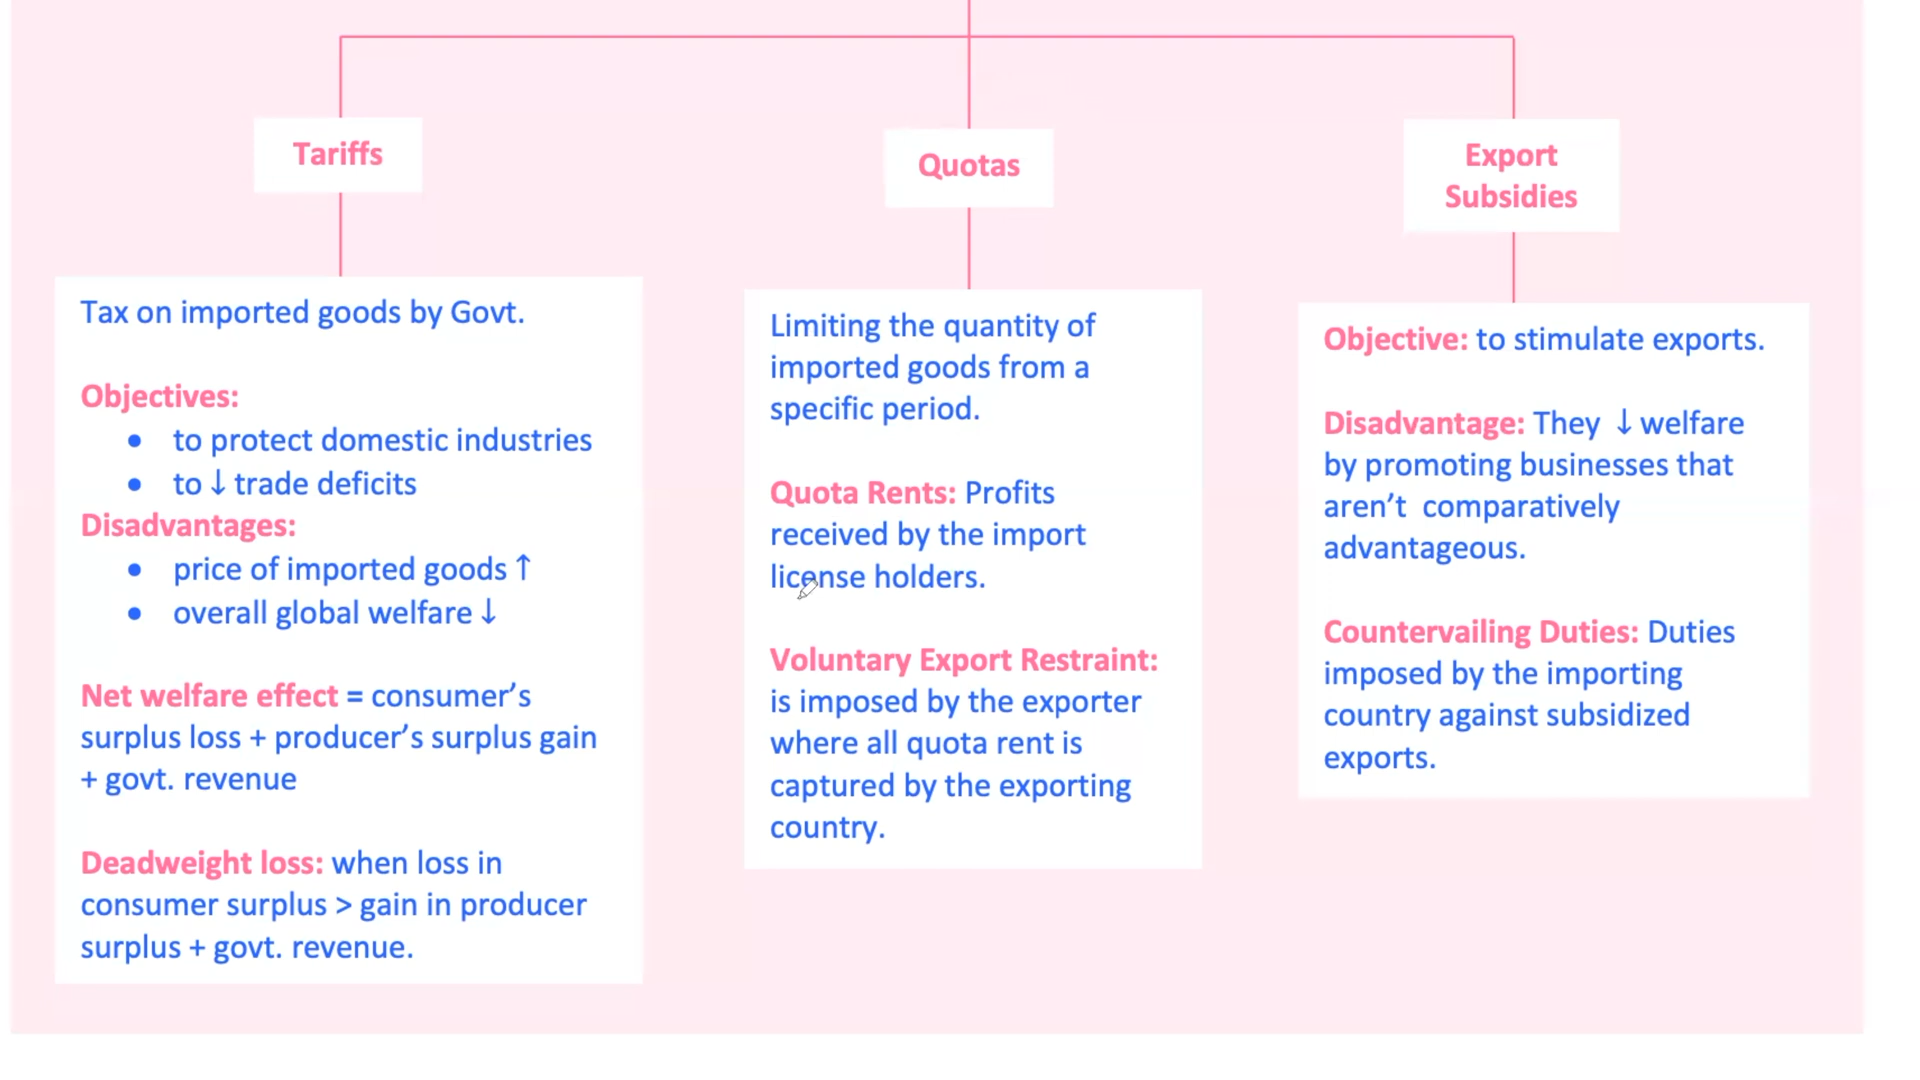 Tariffs
Tax on imported goods by Govt.
Objectives:
• to protect domestic industries
• to ↓ trade deficits
Disadvantages:
• price of imported goods ↑
• overall global welfare ↓
Net welfare effect = consumer’s
surplus loss + producer’s surplus gain
+ govt. revenue
Deadweight loss: when loss in
consumer surplus > gain in producer
surplus + govt. revenue.
Quotas
Limiting the quantity of
imported goods from a
specific period.
Quota Rents: Profits
received by the import
license holders.
Voluntary Export Restraint:
is imposed by the exporter
where all quota rent is
captured by the exporting
country.
Export
Subsidies
Objective: to stimulate exports.
Disadvantage: They ↓ welfare
by promoting businesses that
aren’t comparatively
advantageous.
Countervailing Duties: Duties
imposed by the importing
country against subsidized
exports.